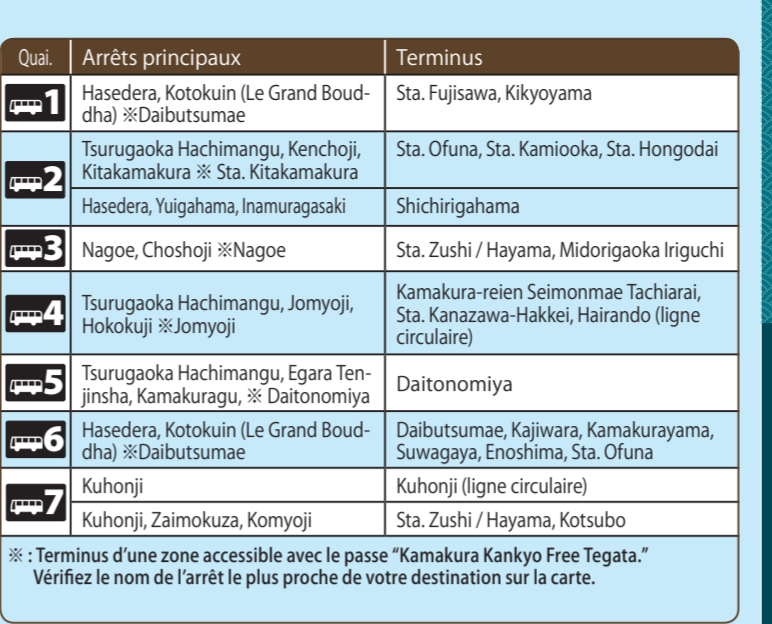 Quai. Arrêts principaux Terminus
1 Hasedera, Kotokuin (Le Grand Boud-
dha) ※Daibutsumae
Sta. Fujisawa, Kikyoyama
2 Tsurugaoka Hachimangu, Kenchoji,
Kitakamakura ※ Sta. Kitakamakura
Sta. Ofuna, Sta. Kamiooka, Sta. Hongodai
Hasedera, Yuigahama, Inamuragasaki
Shichirigahama
3 Nagoe, Choshoji ※Nagoe
Sta. Zushi / Hayama, Midorigaoka Iriguchi
4 Tsurugaoka Hachimangu, Jomyoji,
Hokokuji ※Jomyoji
Kamakura-reien Seimonmae Tachiarai,
Sta. Kanazawa-Hakkei, Hairando (ligne
circulaire)
5 Tsurugaoka Hachimangu, Egara Ten-
jinsha, Kamakuragu, ※ Daitonomiya
Daitonomiya
6 Hasedera, Kotokuin (Le Grand Boud-
dha) ※Daibutsumae
Daibutsumae, Kajiwara, Kamakurayama,
Suwagaya, Enoshima, Sta. Ofuna
7 Kuhonji
Kuhonji (ligne circulaire)
Kuhonji, Zaimokuza, Komyoji
Sta. Zushi / Hayama, Kotsubo
※ : Terminus d’une zone accessible avec le passe “Kamakura Kankyo Free Tegata.”
Vérifiez le nom de l’arrêt le plus proche de votre destination sur la carte.